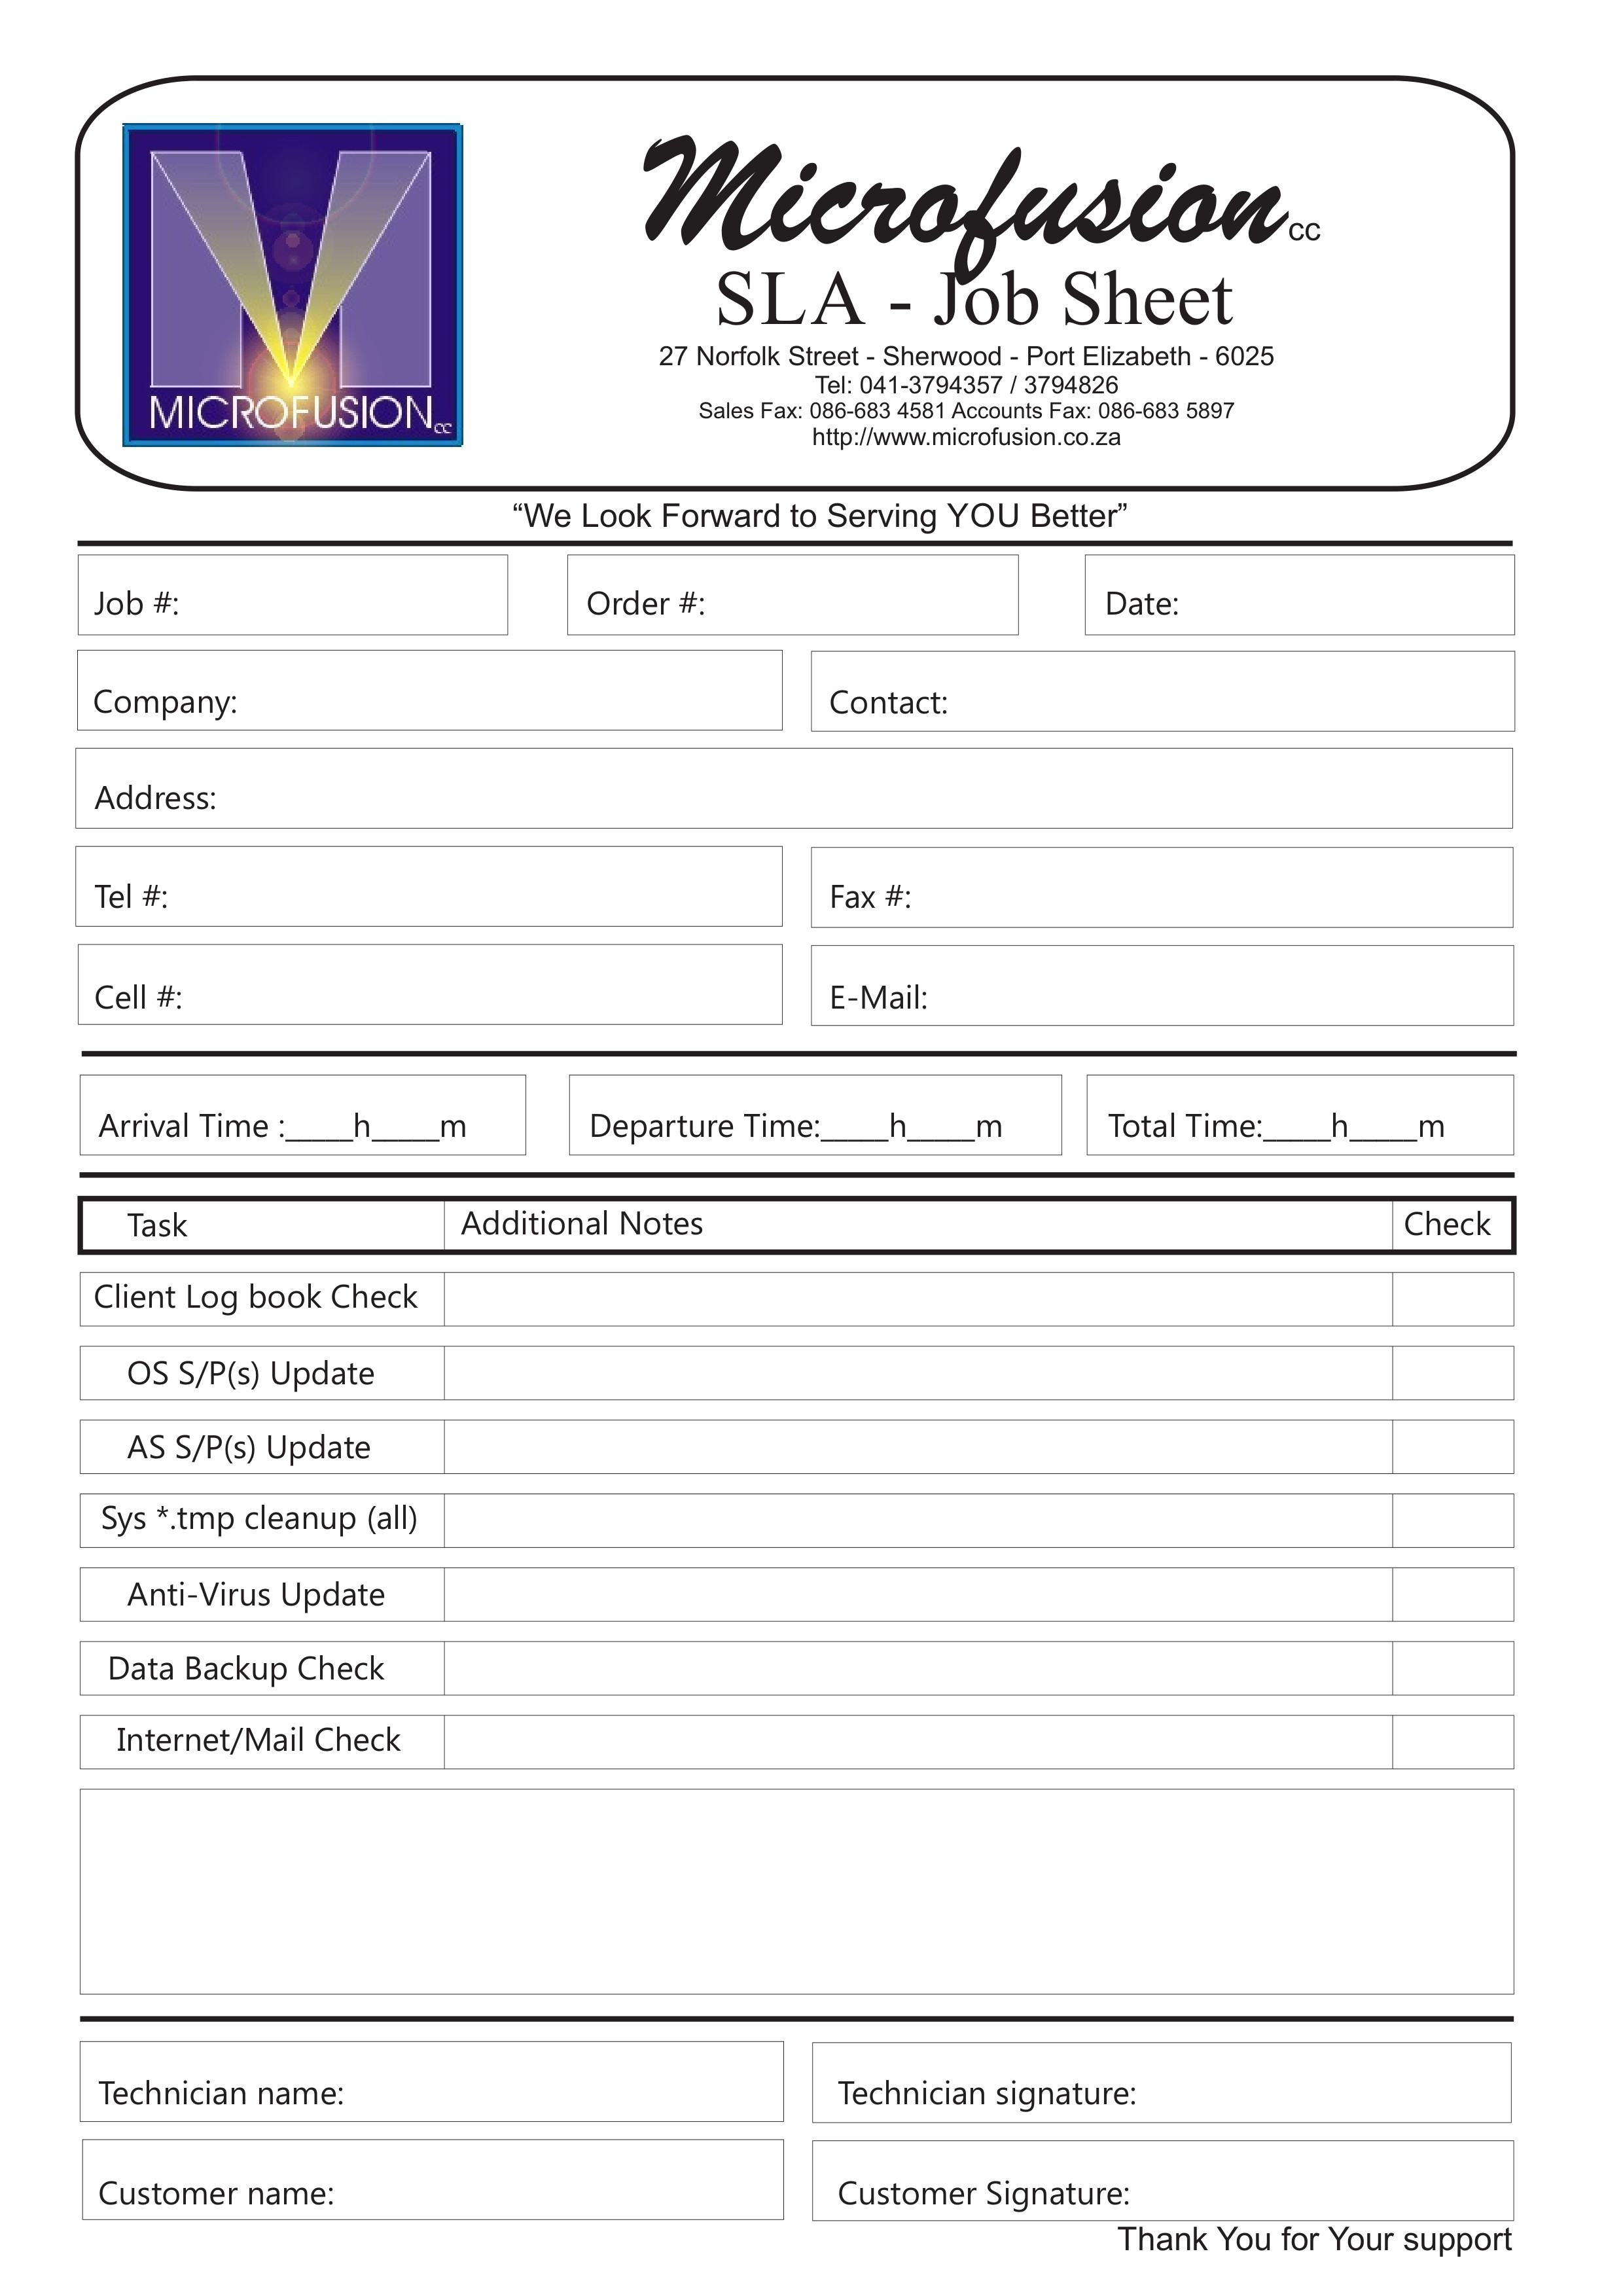 MICROFUSION cc
Microfusion cc
SLA - Job Sheet
27 Norfolk Street - Sherwood - Port Elizabeth - 6025
Tel: 041-3794357 / 3794826
Sales Fax: 086-683 4581 Accounts Fax: 086-683 5897
http://www.microfusion.co.za
“We Look Forward to Serving YOU Better”
Job #: Order #: Date:
Company: Contact:
Address:
Tel #: Fax #:
Cell #: E-Mail:
Arrival Time :____h____m Departure Time:____h____m Total Time:____h____m
Task Additional Notes Check
Client Log book Check
OS S/P(s) Update
AS S/P(s) Update
Sys *.tmp cleanup (all)
Anti-Virus Update
Data Backup Check
Internet/Mail Check
Technician name: Technician signature:
Customer name: Customer Signature:
Thank You for Your support